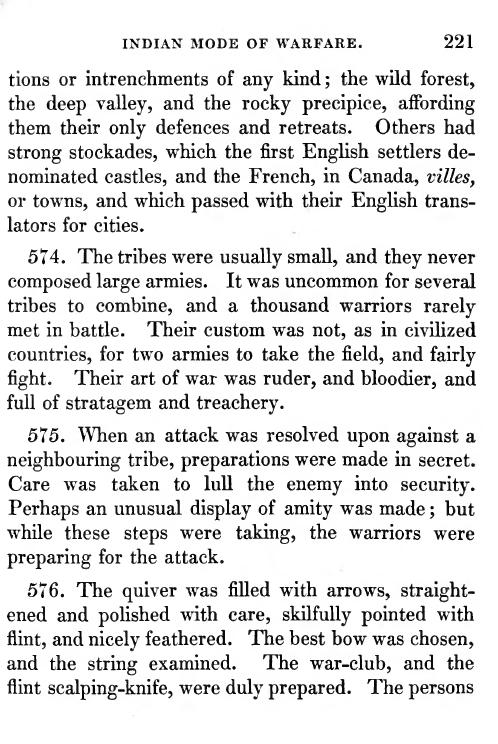 INDIAN MODE OF WARFARE. 221
tions or intrenchments of any kind; the wild forest,
the deep valley, and the rocky precipice, affording
them their only defences and retreats. Others had
strong stockades, which the first English settlers de-
nominated castles, and the French, in Canada, villes,
or towns, and which passed with their English trans-
lators for cities.
574. The tribes were usually small, and they never
composed large armies. It was uncommon for several
tribes to combine, and a thousand warriors rarely
met in battle. Their custom was not, as in civilized
countries, for two armies to take the field, and fairly
fight. Their art of war was ruder, and bloodier, and
full of stratagem and treachery.
575. When an attack was resolved upon against a
neighbouring tribe, preparations were made in secret.
Care was taken to lull the enemy into security.
Perhaps an unusual display of amity was made; but
while these steps were taking, the warriors were
preparing for the attack.
576. The quiver was filled with arrows, straight-
ened and polished with care, skilfully pointed with
flint, and nicely feathered. The best bow was chosen,
and the string examined. The war-club, and the
flint scalping-knife, were duly prepared. The persons